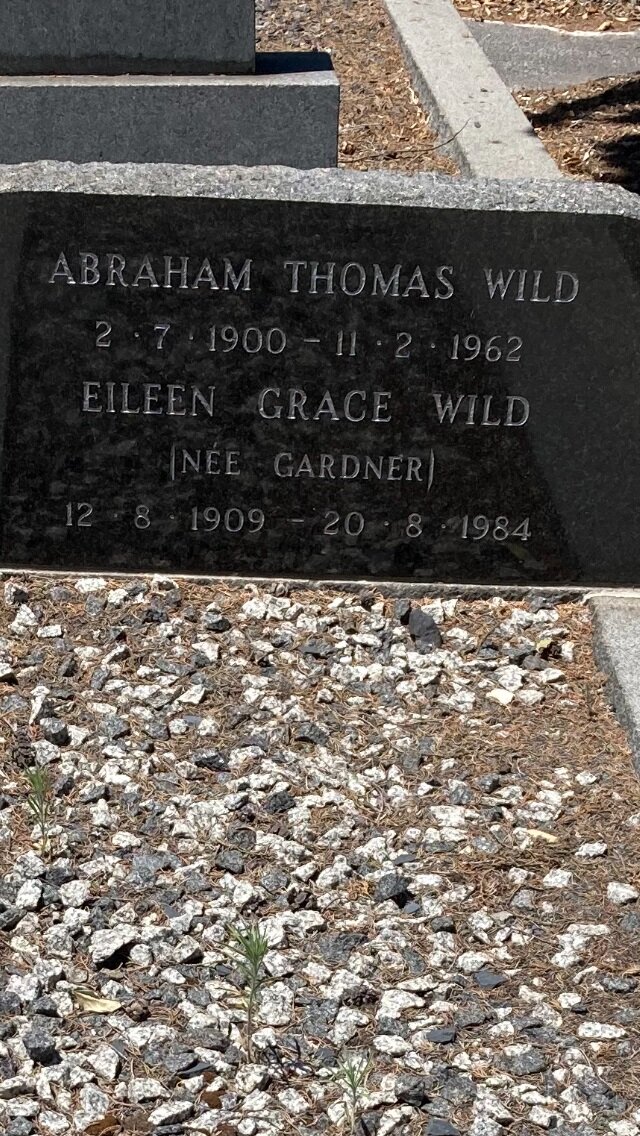 ABRAHAM THOMAS WILD
2 · 7 · 1900 – 11 · 2 · 1962
EILEEN GRACE WILD
(NÉE GARDNER)
12 · 8 · 1909 – 20 · 8 · 1984